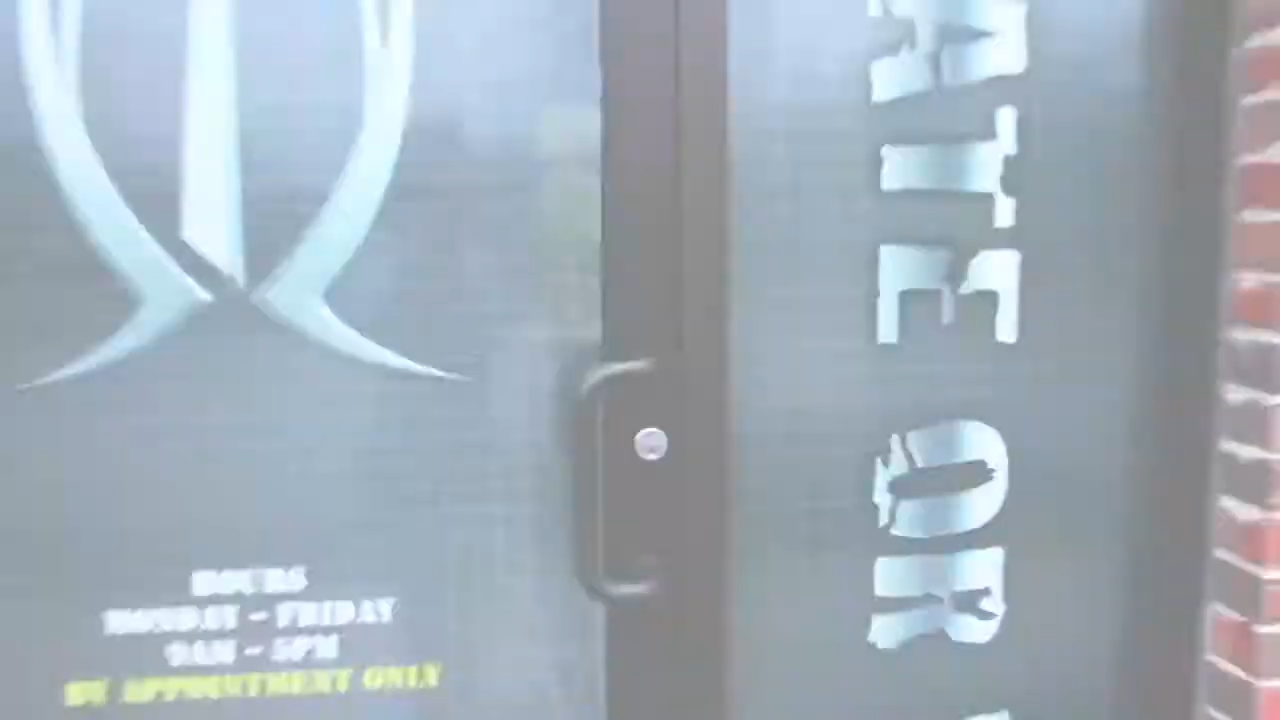 HOURS
MONDAY - FRIDAY
9AM - 5PM
BY APPOINTMENT ONLY
ATE OR